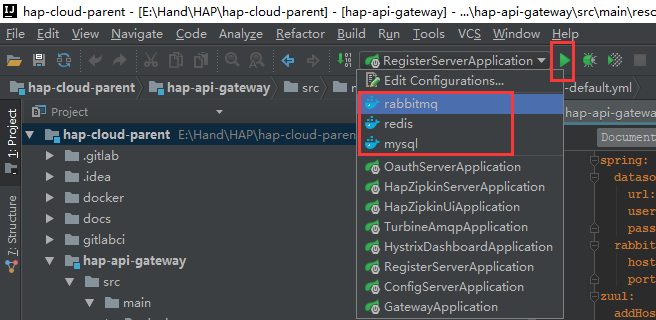 hap-cloud-parent - [E:\Hand\HAP\hap-cloud-parent] - [hap-api-gateway] - ...\hap-api-gateway\src\main\reso
File Edit View Navigate Code Analyze Refactor Build Run Tools VCS Window Help
RegisterServerApplication
hap-cloud-parent hap-api-gateway src -default.yml
Edit Configurations...
Project hap-api-gatewa
rabbitmq
redis
mysql
hap-cloud-parent E:\Hand\HAP\hap-cloud-parent
.gitlab
.idea
docker
docs
gitlabci
hap-api-gateway
src
main
OauthServerApplication
HapZipkinServerApplication
HapZipkinUiApplication
TurbineAmqpApplication
HystrixDashboardApplication
RegisterServerApplication
ConfigServerApplication
GatewayApplication
Document
spring:
dataso
url:
user
pass
rabbit
host
port
zuul:
addHos
1: Project
7: Structure
VCS